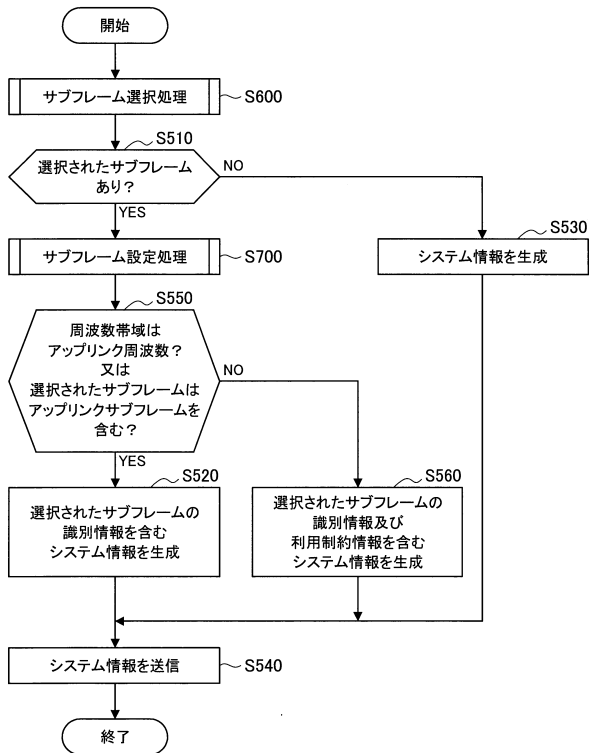 開始
サブフレーム選択処理
S600
S510
選択されたサブフレーム
あり？
NO
YES
S530
サブフレーム設定処理
S700
システム情報を生成
S550
周波数帯域は
アップリンク周波数？
又は
選択されたサブフレームは
アップリンクサブフレームを
含む？
NO
YES
S520
選択されたサブフレームの
識別情報を含む
システム情報を生成
S560
選択されたサブフレームの
識別情報及び
利用制約情報を含む
システム情報を生成
システム情報を送信
S540
終了